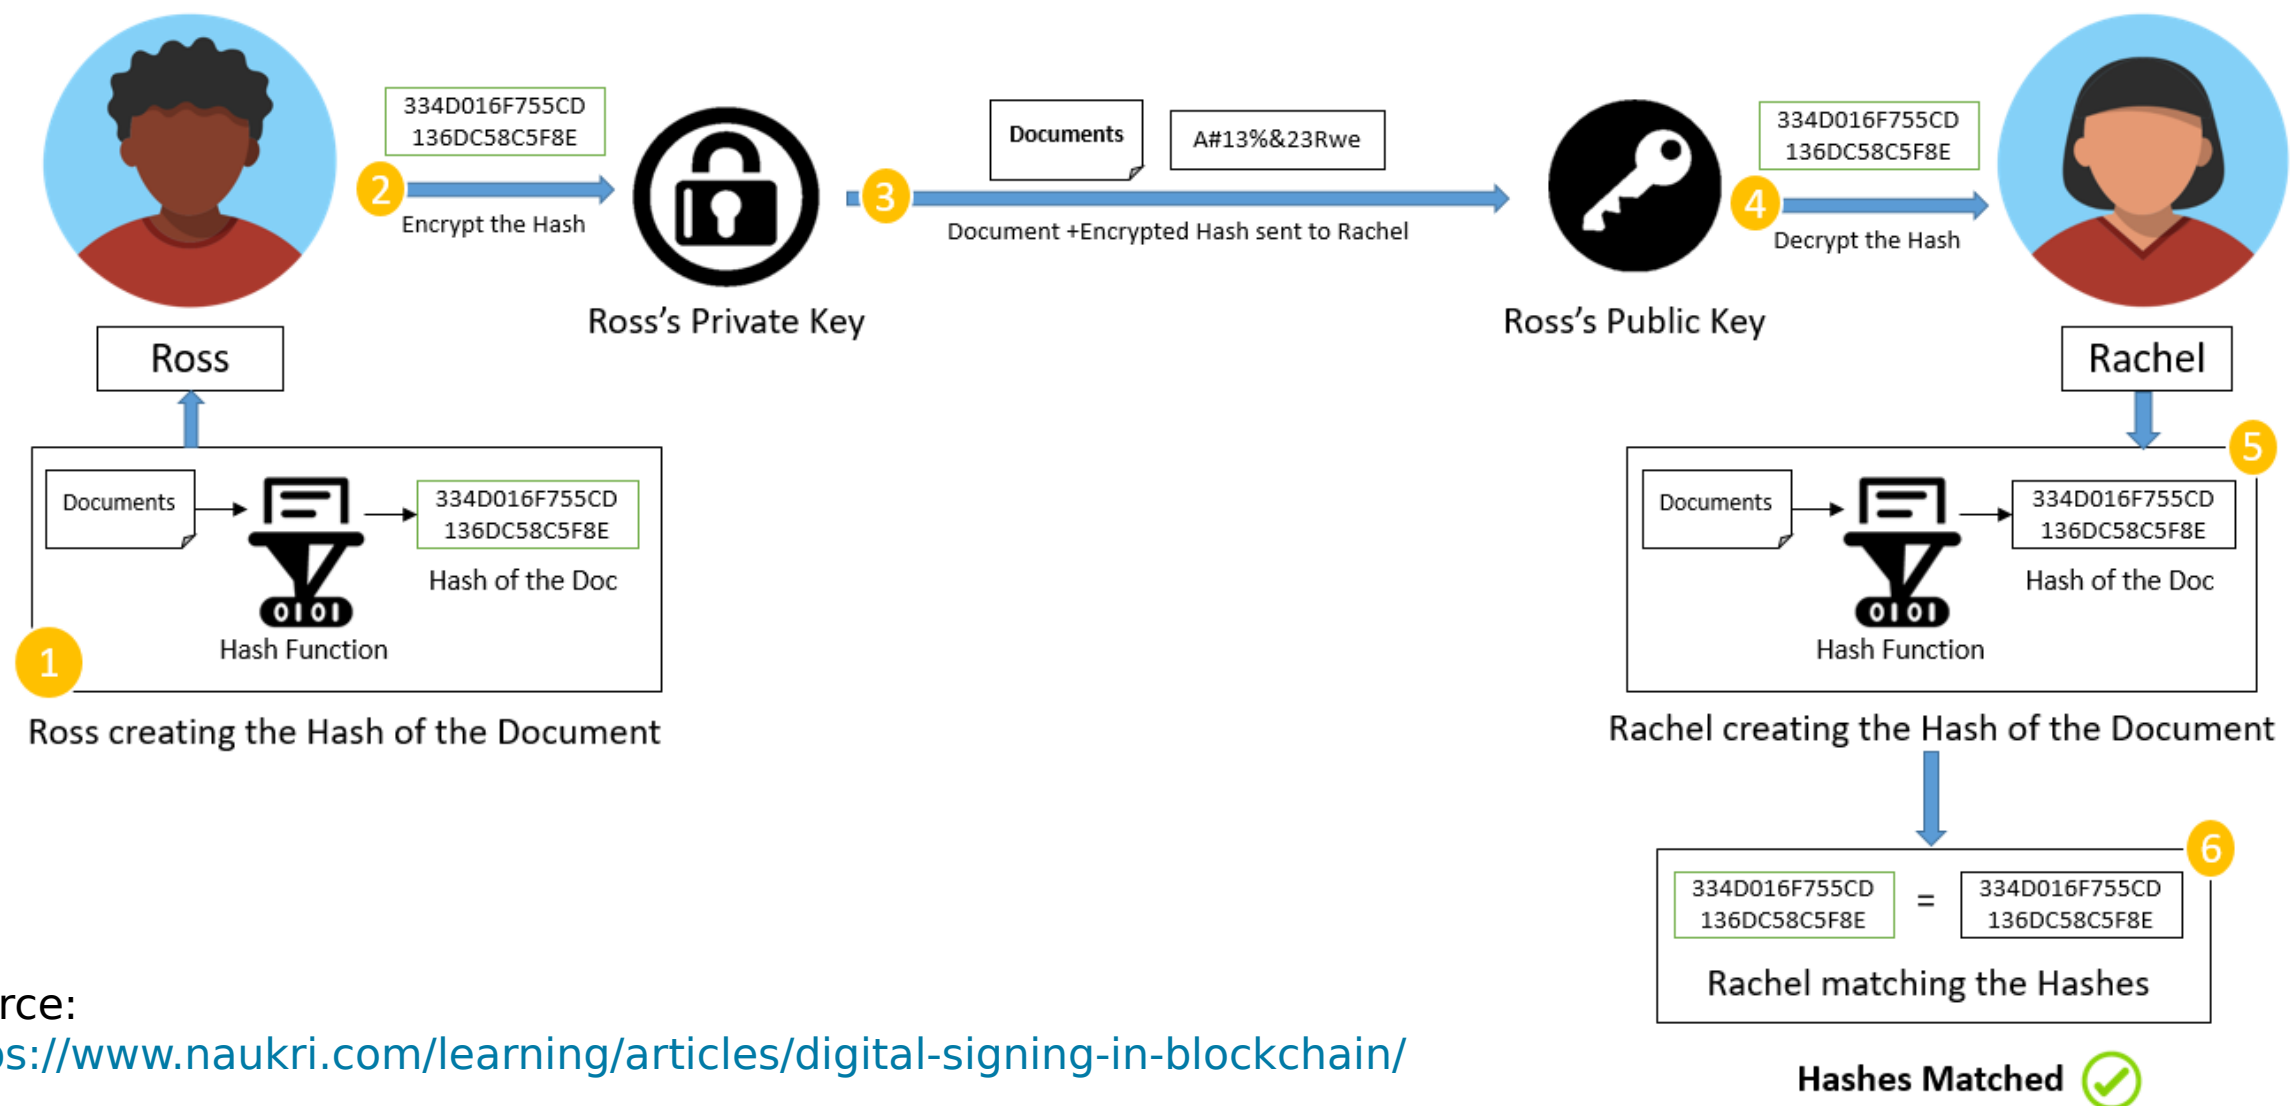 334D016F755CD
136DC58C5F8E
2
Encrypt the Hash
Ross's Private Key
3
Documents
A#13%&23Rwe
Document +Encrypted Hash sent to Rachel
Ross's Public Key
334D016F755CD
136DC58C5F8E
4
Decrypt the Hash
Ross
Rachel
Documents
0101
Hash Function
334D016F755CD
136DC58C5F8E
Hash of the Doc
1
Ross creating the Hash of the Document
5
Documents
0101
Hash Function
334D016F755CD
136DC58C5F8E
Hash of the Doc
Rachel creating the Hash of the Document
6
334D016F755CD
136DC58C5F8E
=
334D016F755CD
136DC58C5F8E
Rachel matching the Hashes
Hashes Matched
rce:
s://www.naukri.com/learning/articles/digital-signing-in-blockchain/